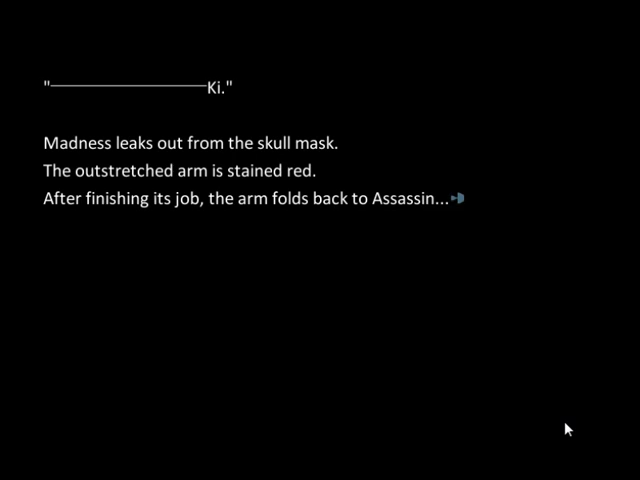 "———————————Ki."
Madness leaks out from the skull mask.
The outstretched arm is stained red.
After finishing its job, the arm folds back to Assassin...